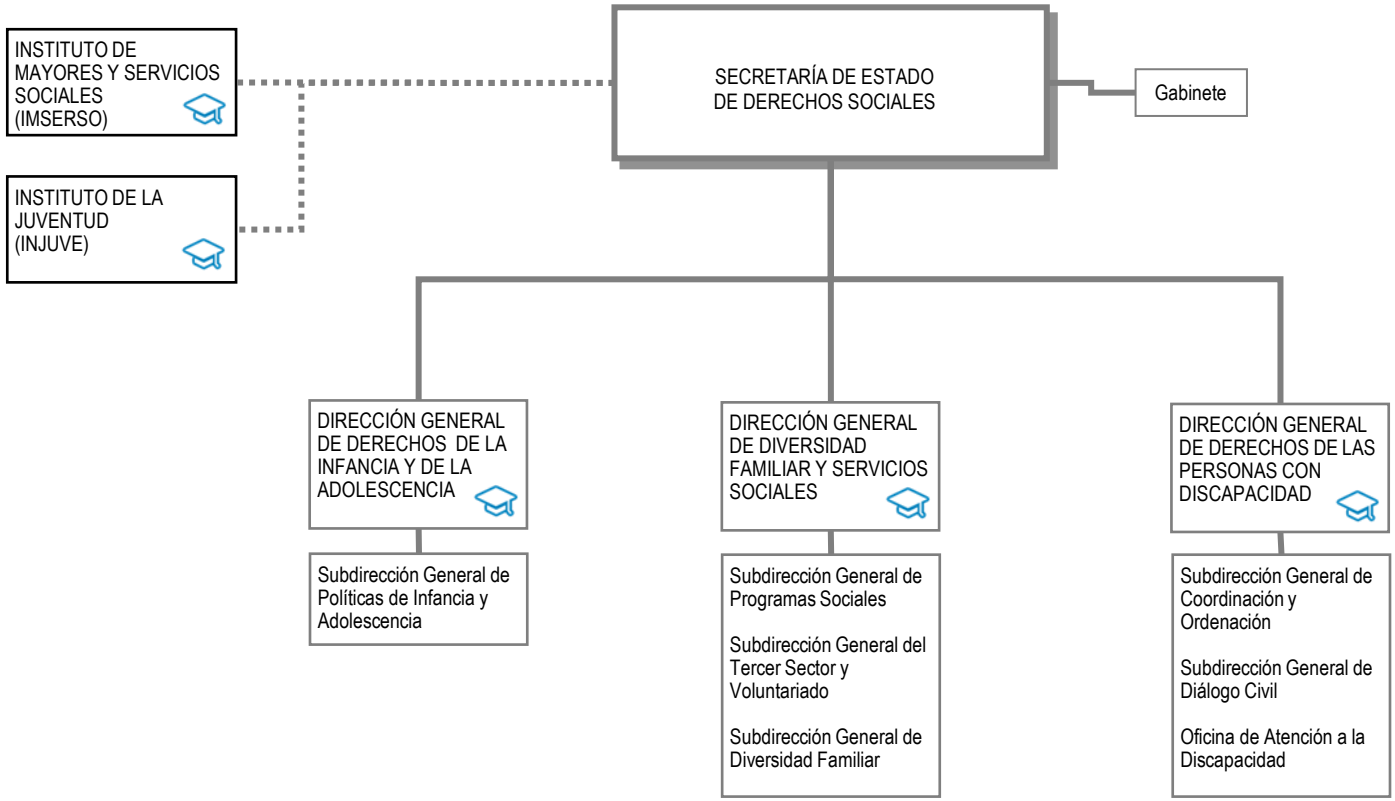 INSTITUTO DE
MAYORES Y SERVICIOS
SOCIALES
(IMSERSO)
INSTITUTO DE LA
JUVENTUD
(INJUVE)
SECRETARÍA DE ESTADO
DE DERECHOS SOCIALES
Gabinete
DIRECCIÓN GENERAL
DE DERECHOS DE LA
INFANCIA Y DE LA
ADOLESCENCIA
Subdirección General de
Políticas de Infancia y
Adolescencia
DIRECCIÓN GENERAL
DE DIVERSIDAD
FAMILIAR Y SERVICIOS
SOCIALES
Subdirección General de
Programas Sociales
Subdirección General del
Tercer Sector y
Voluntariado
Subdirección General de
Diversidad Familiar
DIRECCIÓN GENERAL
DE DERECHOS DE LAS
PERSONAS CON
DISCAPACIDAD
Subdirección General de
Coordinación y
Ordenación
Subdirección General de
Diálogo Civil
Oficina de Atención a la
Discapacidad